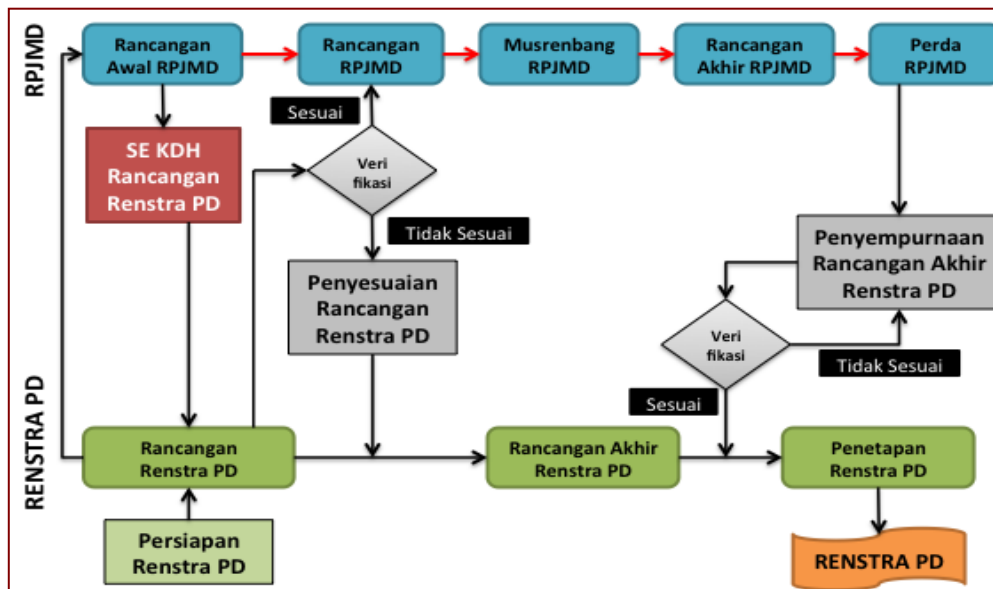 RPJMD
Rancangan
Awal RPJMD
Rancangan
RPJMD
Musrenbang
RPJMD
Rancangan
Akhir RPJMD
Perda
RPJMD
Sesuai
SE KDH
Rancangan
Renstra PD
Veri
fikasi
Tidak Sesuai
Penyesuaian
Rancangan
Renstra PD
Penyempurnaan
Rancangan Akhir
Renstra PD
Veri
fikasi
Tidak Sesuai
Sesuai
RENSTRA PD
Rancangan
Renstra PD
Rancangan Akhir
Renstra PD
Penetapan
Renstra PD
Persiapan
Renstra PD
RENSTRA PD